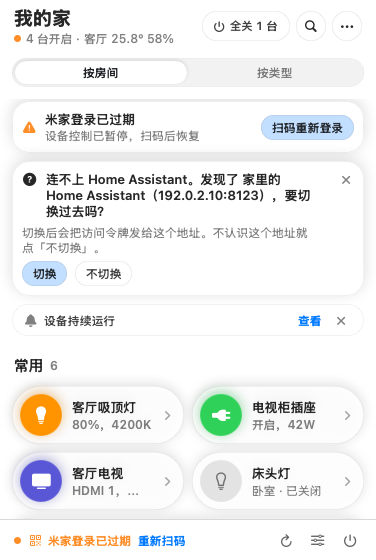 我的家
4 台开启 · 客厅 25.8° 58%
全关 1 台
按房间
按类型
米家登录已过期
设备控制已暂停，扫码后恢复
扫码重新登录
连不上 Home Assistant。发现了 家里的
Home Assistant（192.0.2.10:8123），要切
换过去吗？
切换后会把访问令牌发给这个地址。不认识这个地址就
点「不切换」。
切换
不切换
设备持续运行
查看
常用 6
客厅吸顶灯
80%，4200K
电视柜插座
开启，42W
客厅电视
HDMI 1，...
床头灯
卧室 · 已关闭
米家登录已过期 重新扫码